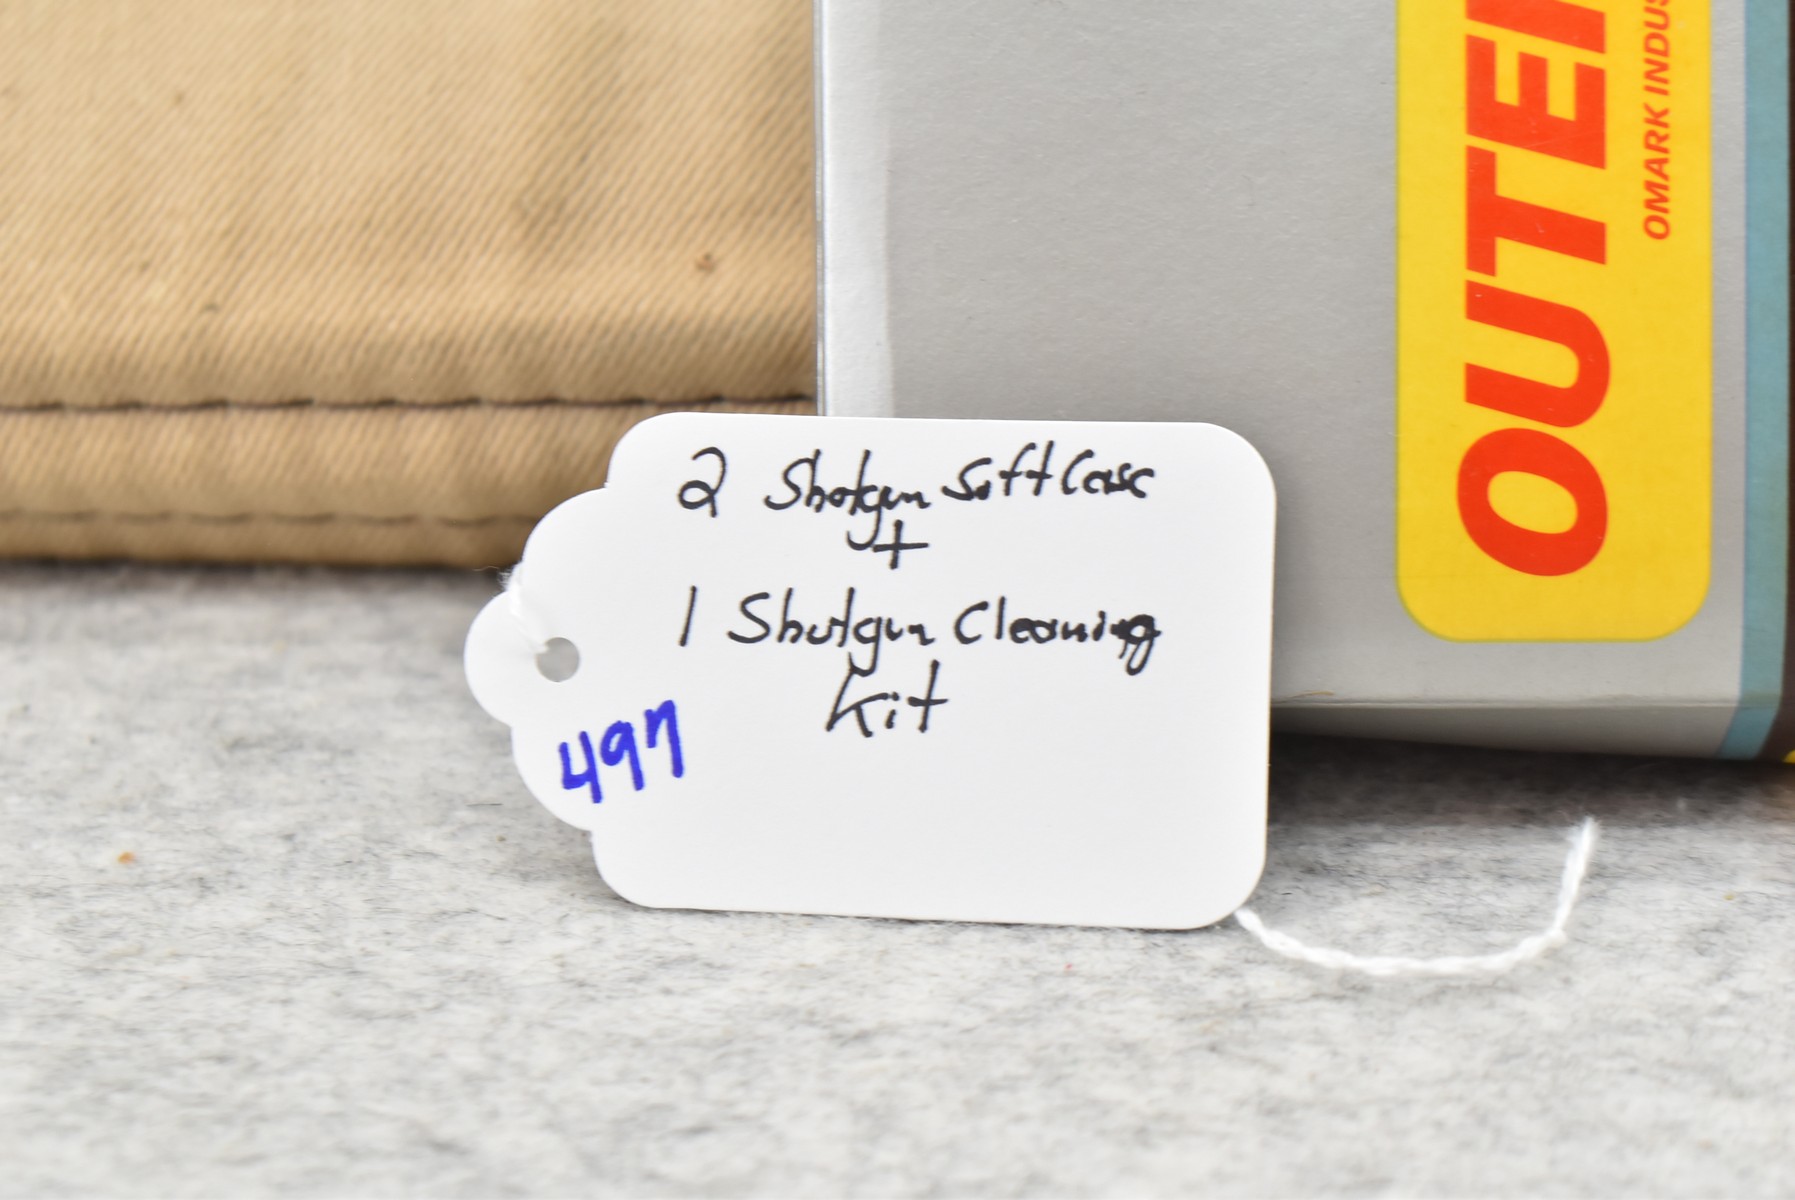 2 Shotgun Soft Case
+
1 Shotgun Cleaning
Kit
497
OUTE
OMARK INDUS